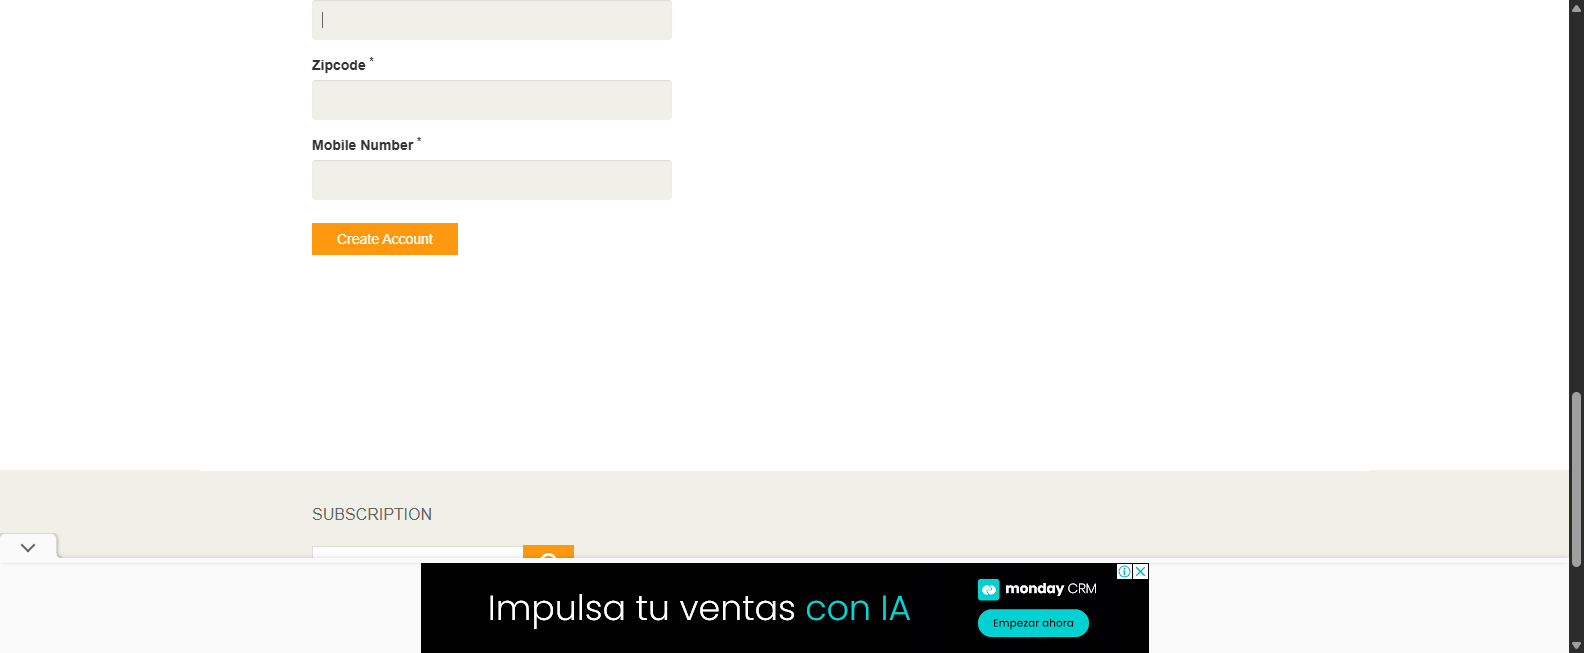 Zipcode *
Mobile Number *
Create Account
SUBSCRIPTION
Impulsa tu ventas con IA
monday CRM
Empezar ahora